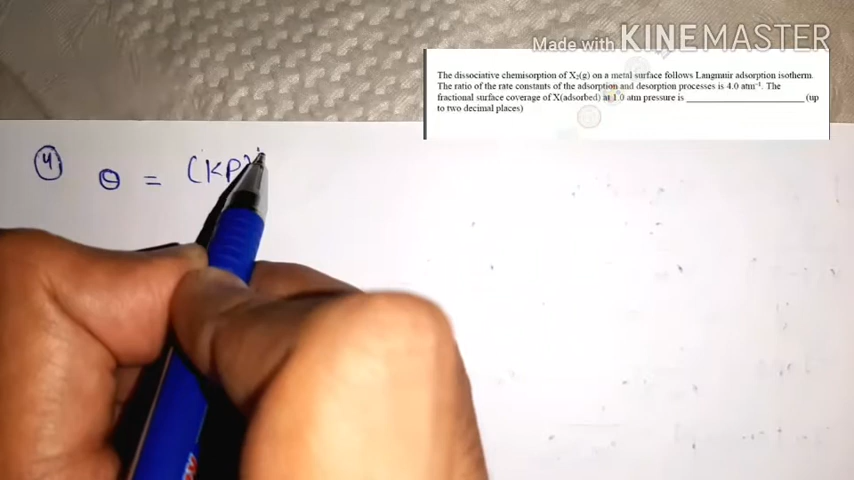 Made with KINEMASTER
The dissociative chemisorption of X₂(g) on a metal surface follows Langmuir adsorption isotherm.
The ratio of the rate constants of the adsorption and desorption processes is 4.0 atm⁻¹. The
fractional surface coverage of X(adsorbed) at 1.0 atm pressure is ____________________ (up
to two decimal places)
④ θ = (KP)